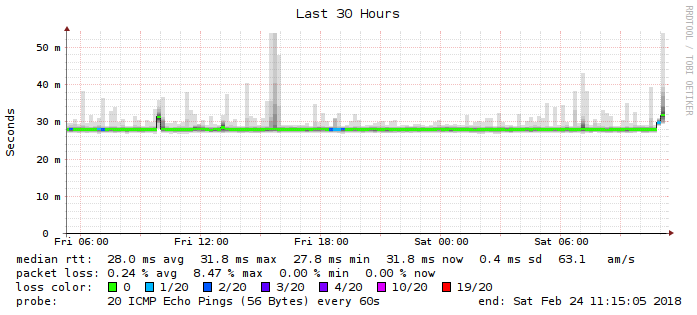 Last 30 Hours
RRDTOOL / TOBI OETIKER
Seconds
50 m
40 m
30 m
20 m
10 m
0
Fri 06:00 Fri 12:00 Fri 18:00 Sat 00:00 Sat 06:00
median rtt: 28.0 ms avg 31.8 ms max 27.8 ms min 31.8 ms now 0.4 ms sd 63.1 am/s
packet loss: 0.24 % avg 8.47 % max 0.00 % min 0.00 % now
loss color: 0 1/20 2/20 3/20 4/20 10/20 19/20
probe: 20 ICMP Echo Pings (56 Bytes) every 60s end: Sat Feb 24 11:15:05 2018